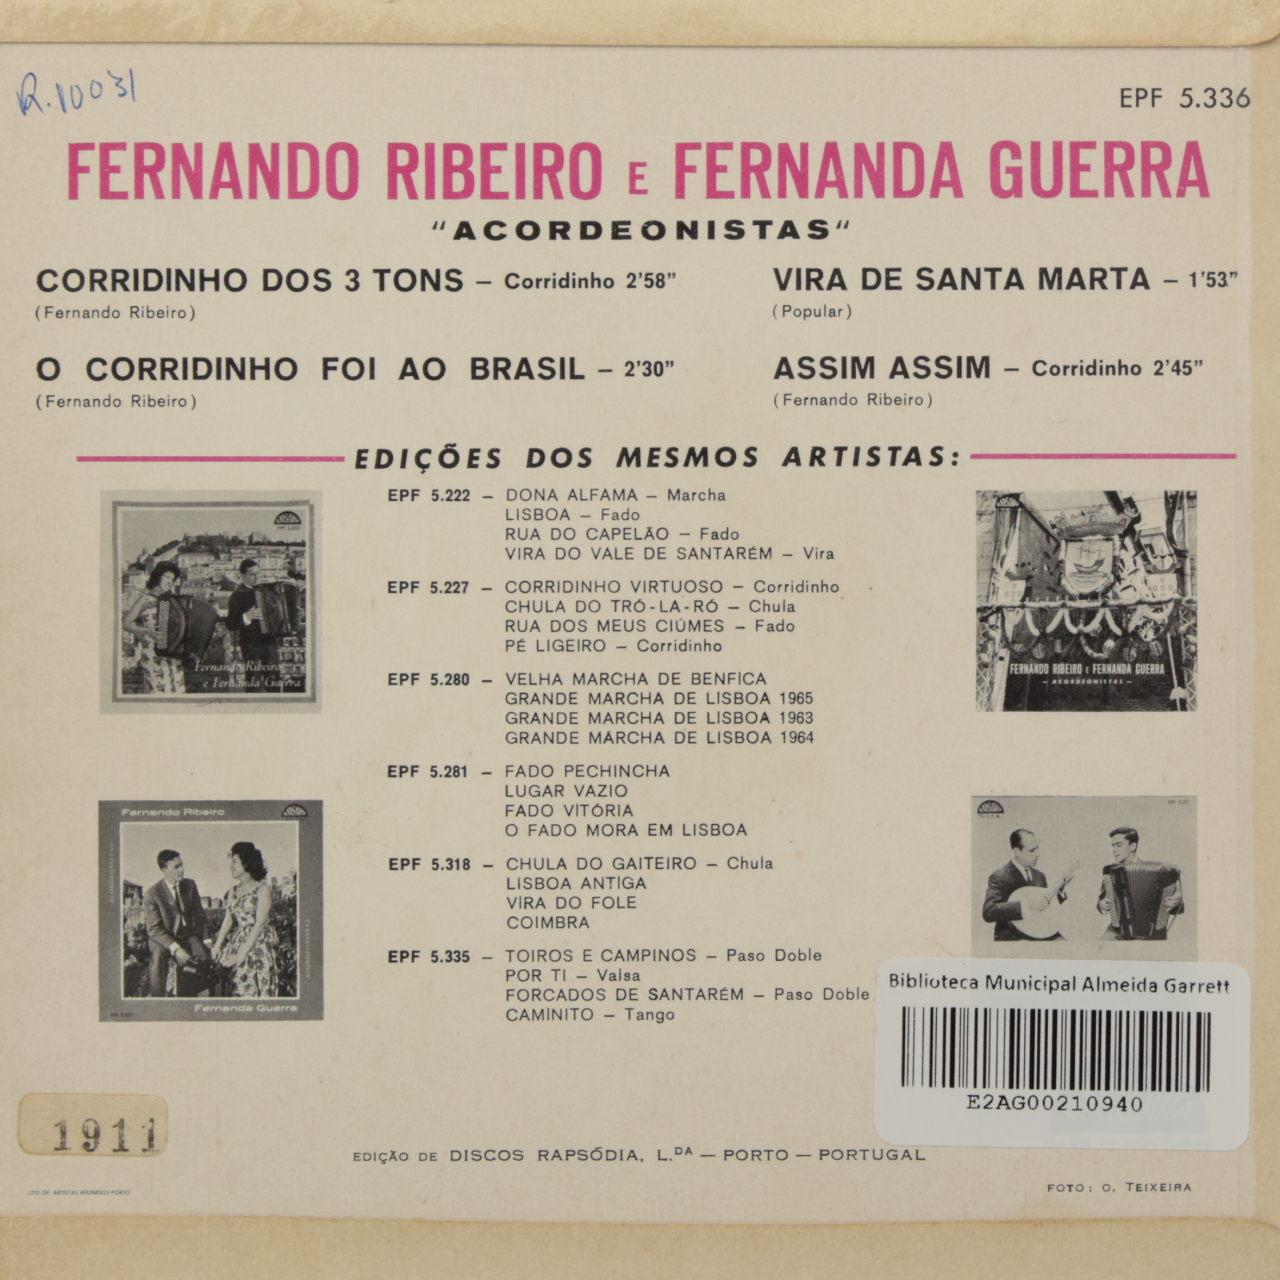 R.10031
EPF 5.336
FERNANDO RIBEIRO E FERNANDA GUERRA
"ACORDEONISTAS"
CORRIDINHO DOS 3 TONS – Corridinho 2'58"
(Fernando Ribeiro)
O CORRIDINHO FOI AO BRASIL – 2'30"
(Fernando Ribeiro)
VIRA DE SANTA MARTA – 1'53"
(Popular)
ASSIM ASSIM – Corridinho 2'45"
(Fernando Ribeiro)
EDIÇÕES DOS MESMOS ARTISTAS:
EPF 5.222 – DONA ALFAMA – Marcha
LISBOA – Fado
RUA DO CAPELÃO – Fado
VIRA DO VALE DE SANTARÉM – Vira
EPF 5.227 – CORRIDINHO VIRTUOSO – Corridinho
CHULA DO TRÓ-LA-RÓ – Chula
RUA DOS MEUS CIÚMES – Fado
PÉ LIGEIRO – Corridinho
EPF 5.280 – VELHA MARCHA DE BENFICA
GRANDE MARCHA DE LISBOA 1965
GRANDE MARCHA DE LISBOA 1963
GRANDE MARCHA DE LISBOA 1964
EPF 5.281 – FADO PECHINCHA
LUGAR VAZIO
FADO VITÓRIA
O FADO MORA EM LISBOA
EPF 5.318 – CHULA DO GAITEIRO – Chula
LISBOA ANTIGA
VIRA DO FOLE
COIMBRA
EPF 5.335 – TOIROS E CAMPINOS – Paso Doble
POR TI – Valsa
FORCADOS DE SANTARÉM – Paso Doble
CAMINITO – Tango
Fernando Ribeiro
e Fernanda Guerra
FERNANDO RIBEIRO E FERNANDA GUERRA
– ACORDEONISTAS –
Fernando Ribeiro
Fernanda Guerra
Biblioteca Municipal Almeida Garrett
E2AG00210940
1911
EDIÇÃO DE DISCOS RAPSÓDIA, L.DA – PORTO – PORTUGAL
FOTO: O. TEIXEIRA